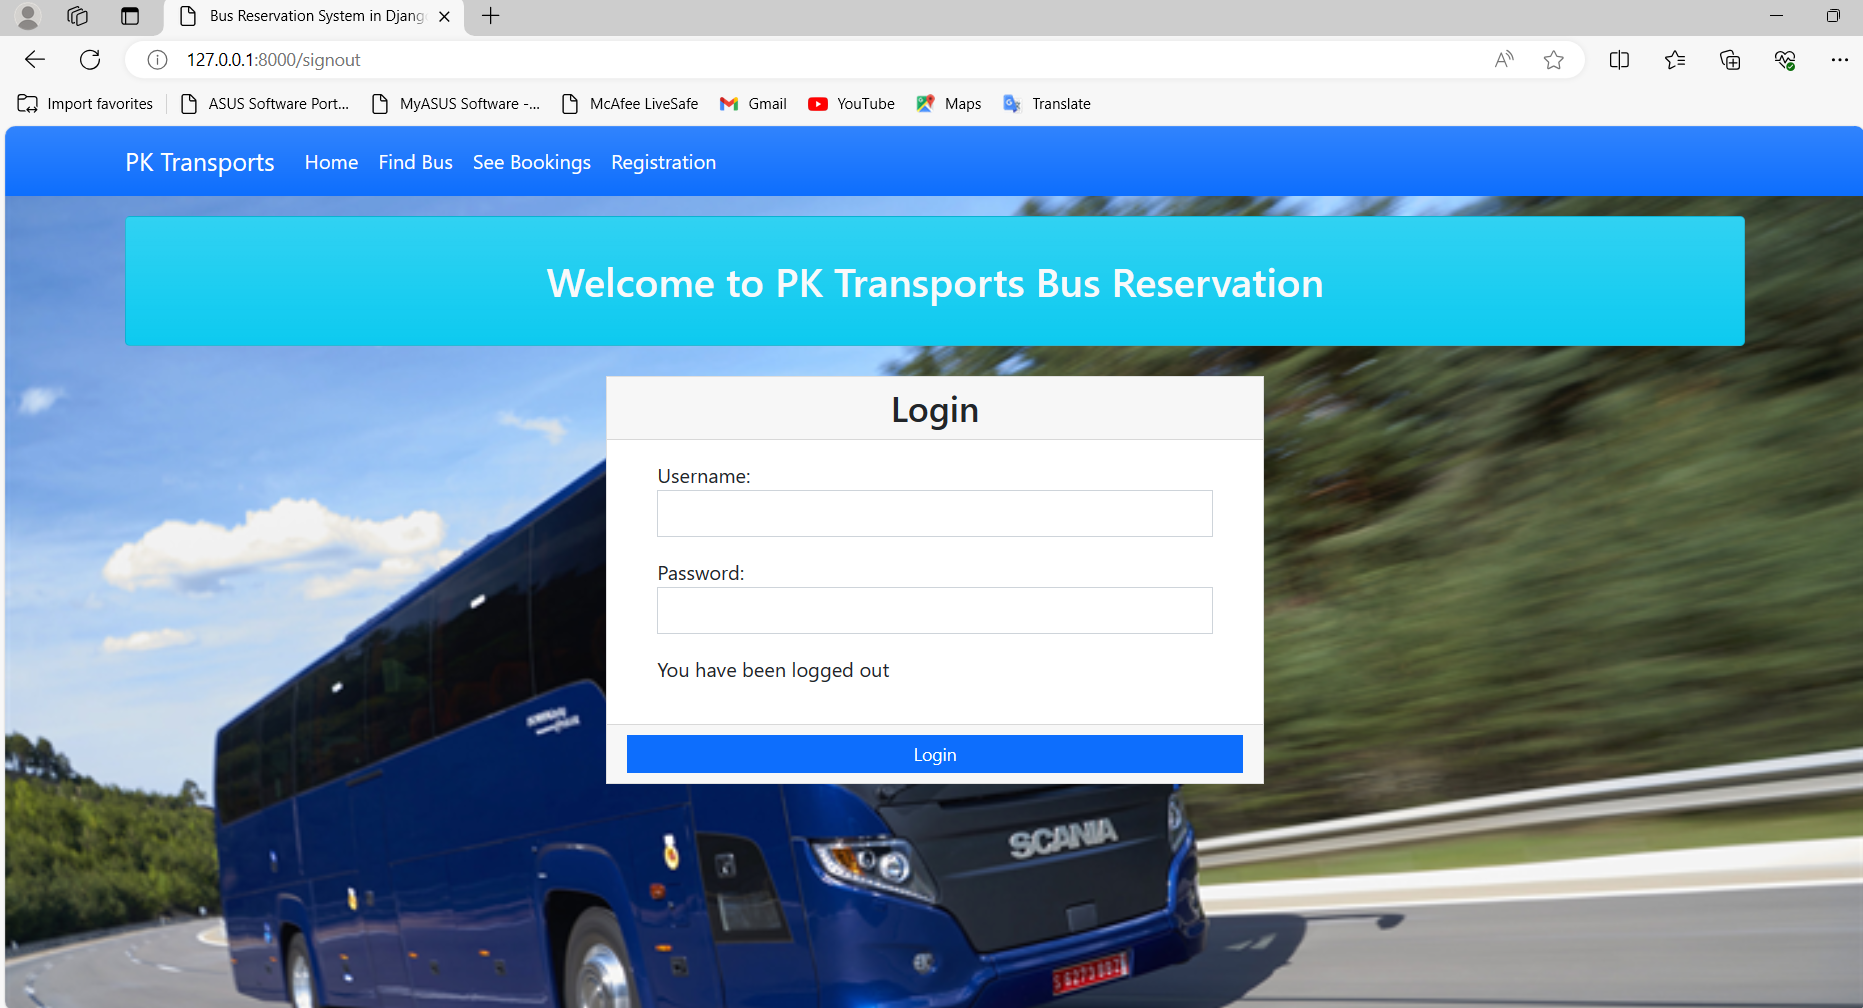 Bus Reservation System in Djang
127.0.0.1:8000/signout
Import favorites
ASUS Software Port...
MyASUS Software -...
McAfee LiveSafe
Gmail
YouTube
Maps
Translate
PK Transports
Home
Find Bus
See Bookings
Registration
Welcome to PK Transports Bus Reservation
Login
Username:
Password:
You have been logged out
Login
SCANIA